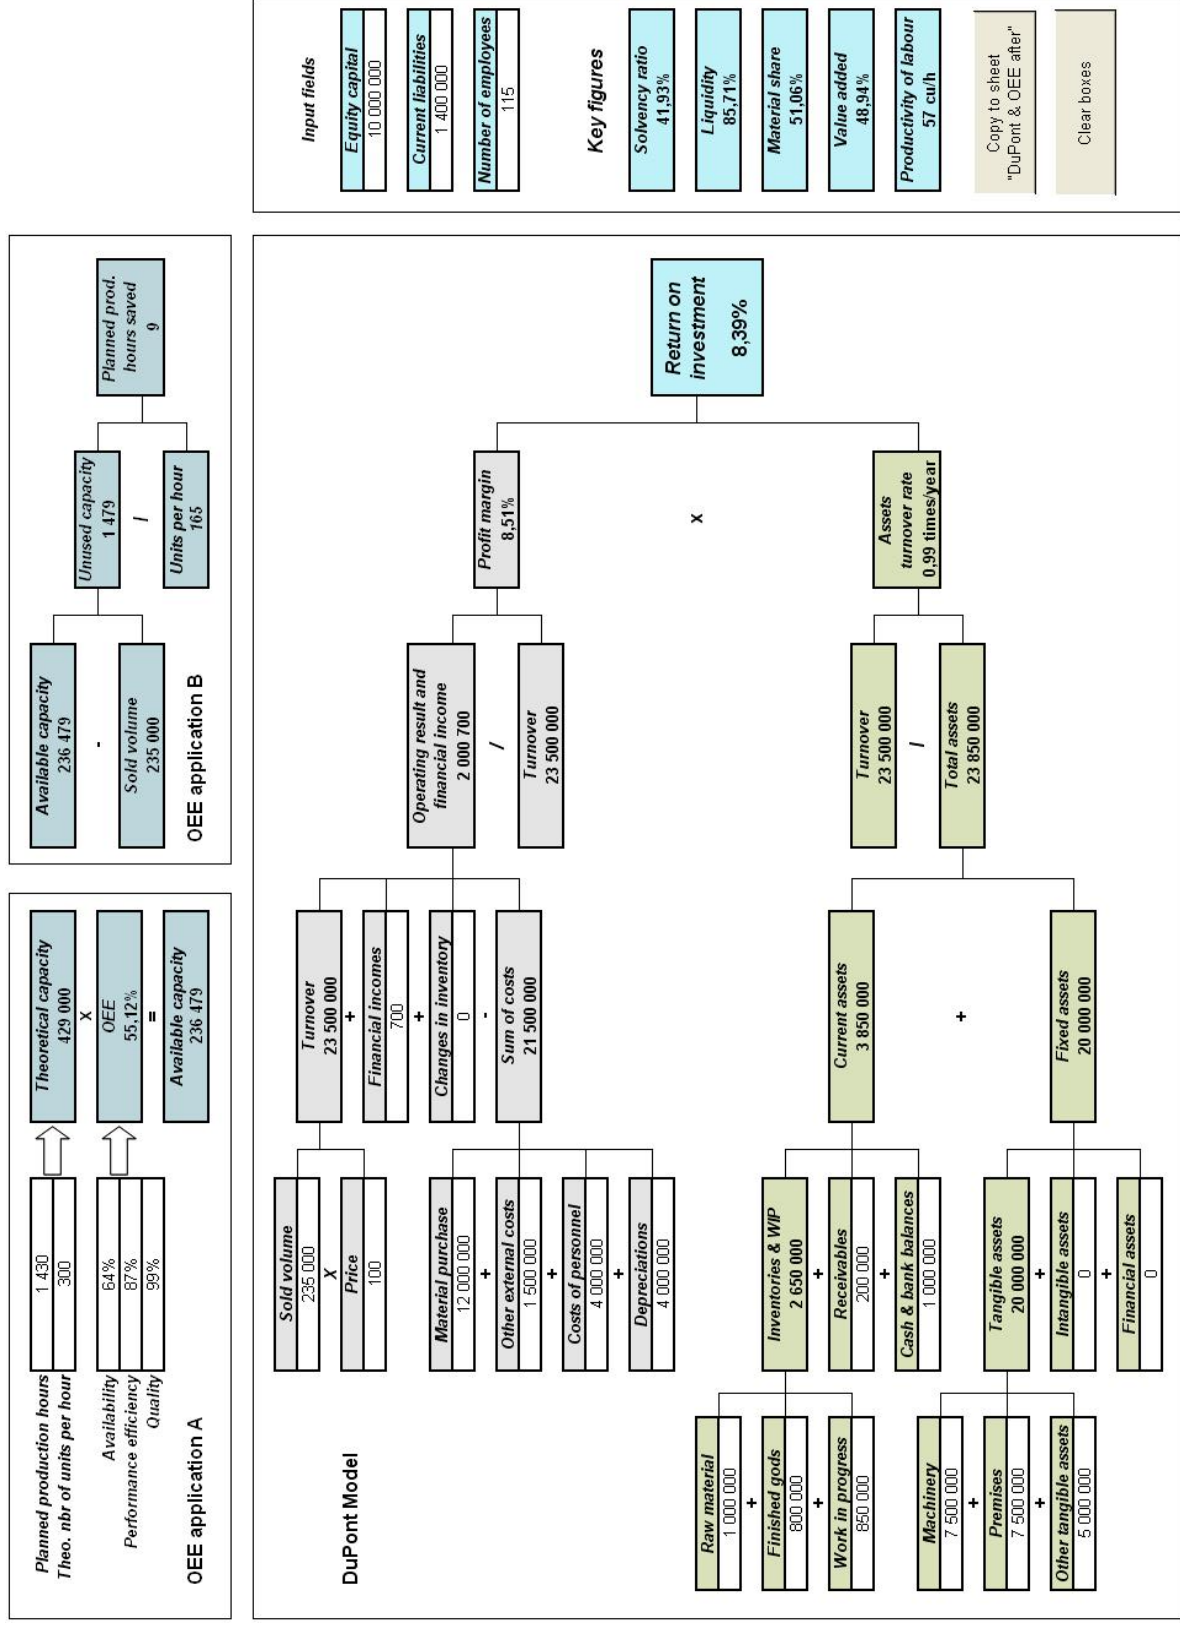 Planned production hours 1 430
Theo. nbr of units per hour 300
Availability 64%
Performance efficiency 87%
Quality 99%
OEE application A
Theoretical capacity
429 000
x
OEE
55,12%
=
Available capacity
236 479
Available capacity
236 479
-
Sold volume
235 000
OEE application B
Unused capacity
1 479
/
Units per hour
165
Planned prod.
hours saved
9
DuPont Model
Sold volume
235 000
X
Price
100
Material purchase
12 000 000
+
Other external costs
1 500 000
+
Costs of personnel
4 000 000
+
Depreciations
4 000 000
Turnover
23 500 000
+
Financial incomes
700
+
Changes in inventory
0
-
Sum of costs
21 500 000
Operating result and
financial income
2 000 700
/
Turnover
23 500 000
Profit margin
8,51%
x
Return on
investment
8,39%
Raw material
1 000 000
+
Finished gods
800 000
+
Work in progress
850 000
Machinery
7 500 000
+
Premises
7 500 000
+
Other tangible assets
5 000 000
Inventories & WIP
2 650 000
+
Receivables
200 000
+
Cash & bank balances
1 000 000
Tangible assets
20 000 000
+
Intangible assets
0
+
Financial assets
0
Current assets
3 850 000
+
Fixed assets
20 000 000
Turnover
23 500 000
/
Total assets
23 850 000
Assets
turnover rate
0,99 times/year
Input fields
Equity capital
10 000 000
Current liabilities
1 400 000
Number of employees
115
Key figures
Solvency ratio
41,93%
Liquidity
85,71%
Material share
51,06%
Value added
48,94%
Productivity of labour
57 cu/h
Copy to sheet
"DuPont & OEE after"
Clear boxes